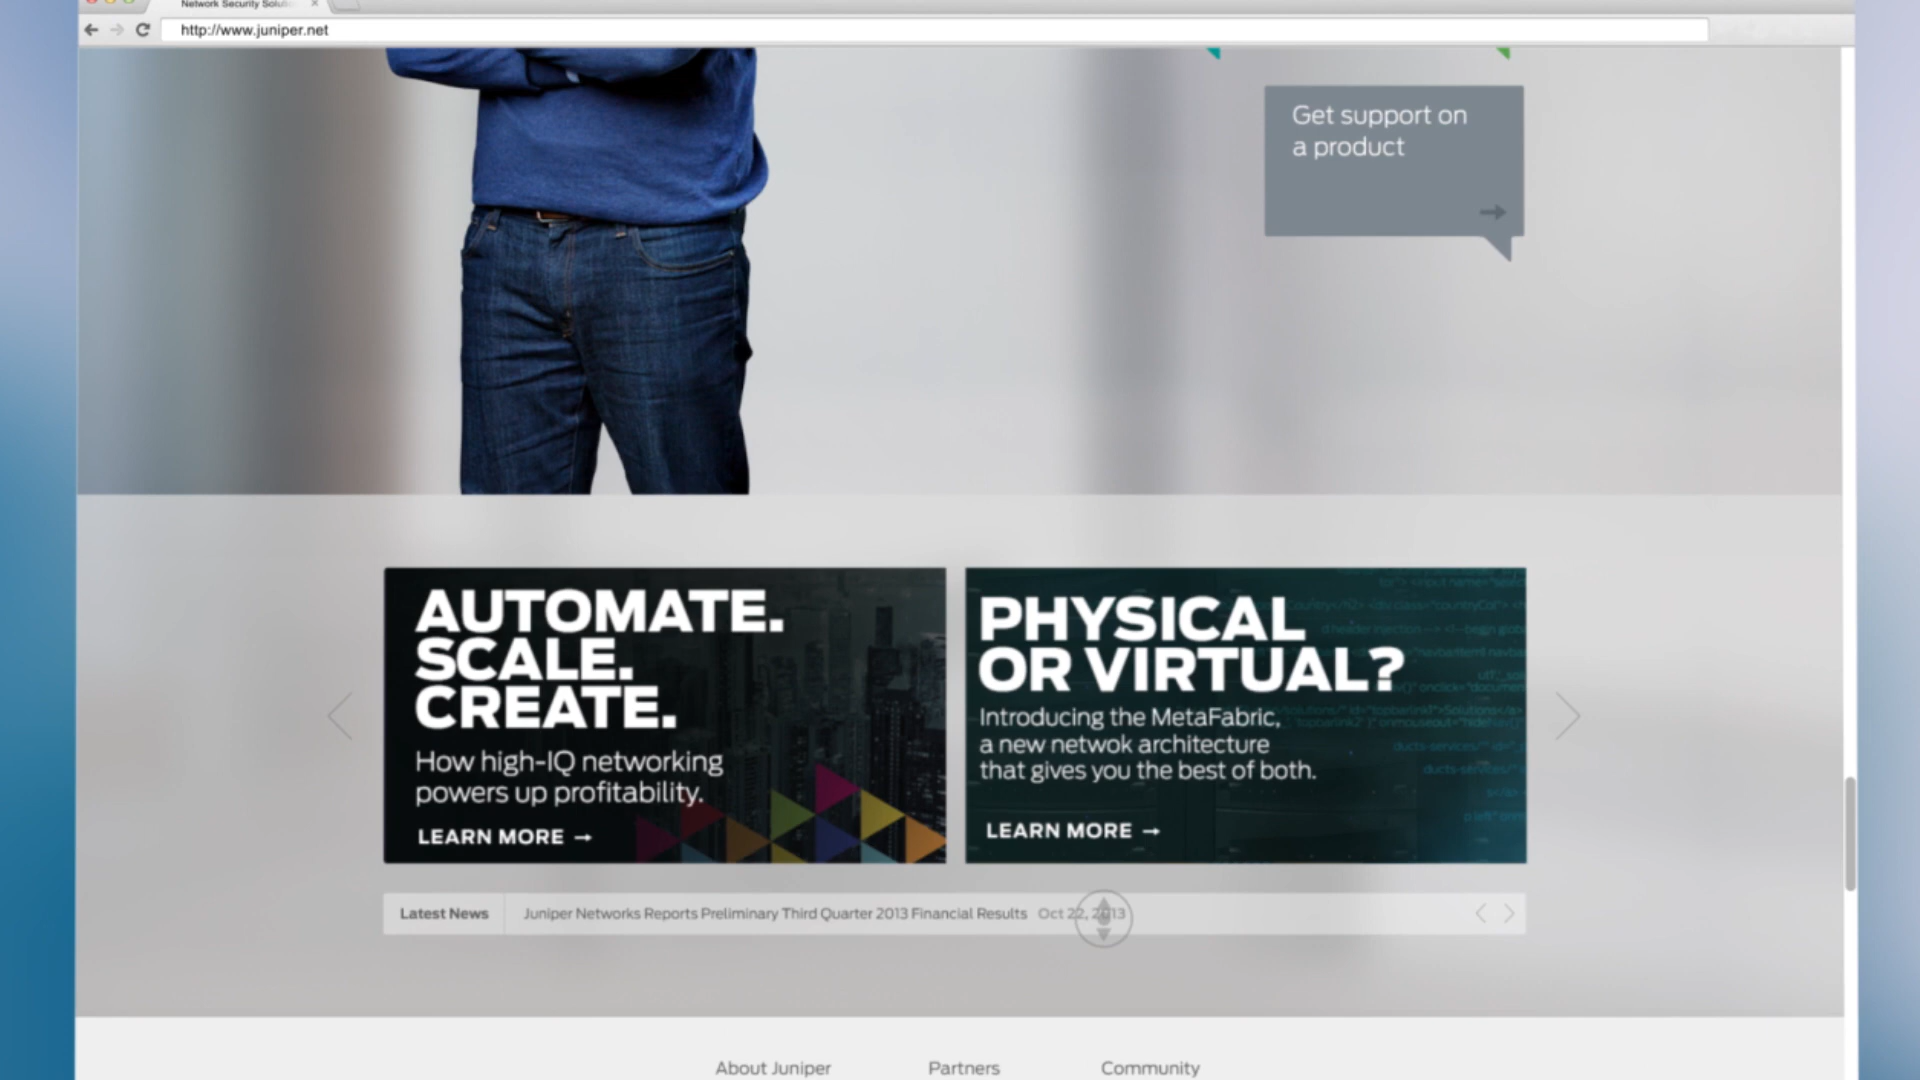 Network Security Solut
http://www.juniper.net
Get support on
a product
AUTOMATE.
SCALE.
CREATE.
How high-IQ networking
powers up profitability.
LEARN MORE →
PHYSICAL
OR VIRTUAL?
Introducing the MetaFabric,
a new netwok architecture
that gives you the best of both.
LEARN MORE →
Latest News
Juniper Networks Reports Preliminary Third Quarter 2013 Financial Results Oct 22, 2013
About Juniper
Partners
Community